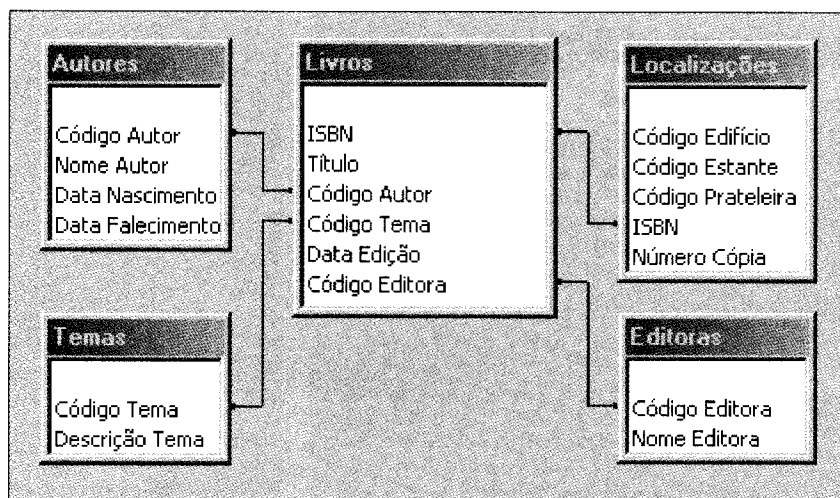 Autores
Código Autor
Nome Autor
Data Nascimento
Data Falecimento
Livros
ISBN
Título
Código Autor
Código Tema
Data Edição
Código Editora
Localizações
Código Edifício
Código Estante
Código Prateleira
ISBN
Número Cópia
Temas
Código Tema
Descrição Tema
Editoras
Código Editora
Nome Editora